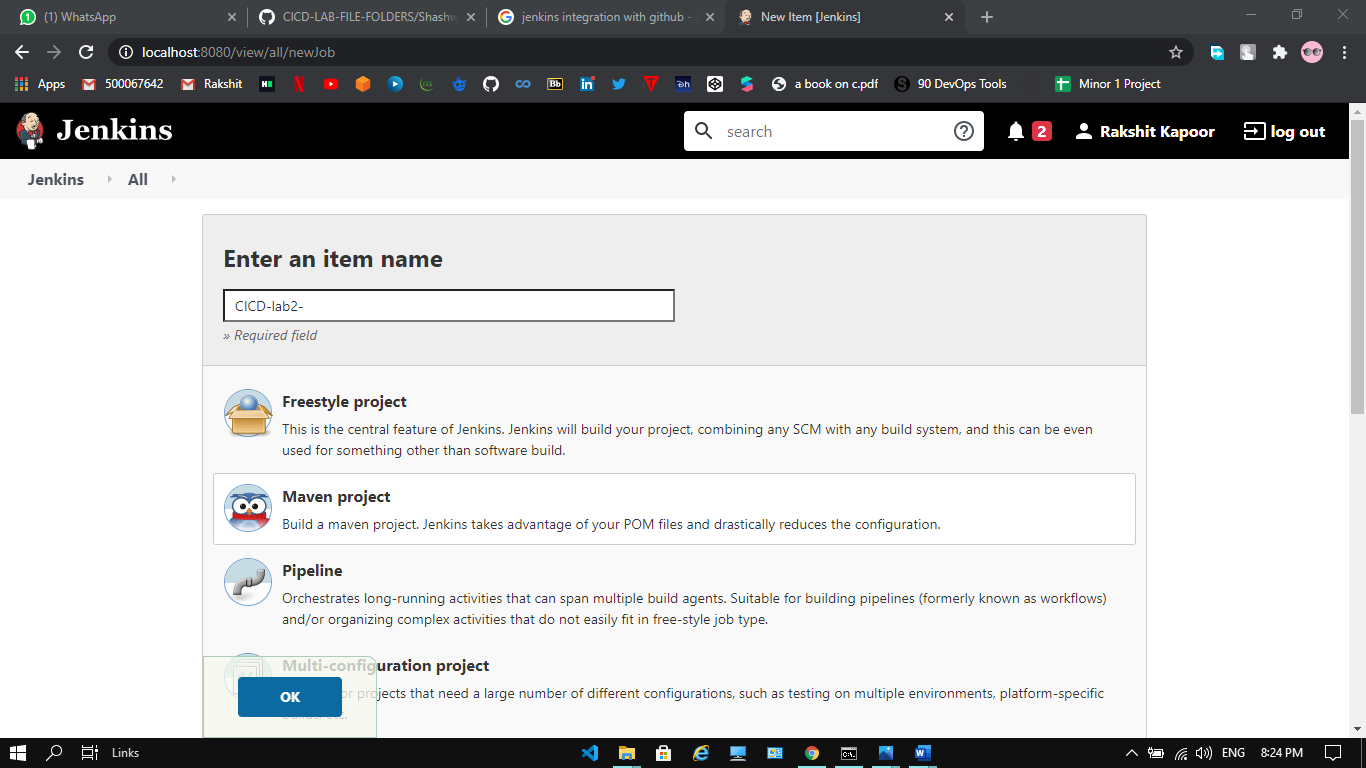 (1) WhatsApp
CICD-LAB-FILE-FOLDERS/Shashw
jenkins integration with github -
New Item [Jenkins]
localhost:8080/view/all/newJob
Apps
500067642
Rakshit
Bb
a book on c.pdf
90 DevOps Tools
Minor 1 Project
Jenkins
search
2
Rakshit Kapoor
log out
Jenkins
All
Enter an item name
CICD-lab2-
» Required field
Freestyle project
This is the central feature of Jenkins. Jenkins will build your project, combining any SCM with any build system, and this can be even
used for something other than software build.
Maven project
Build a maven project. Jenkins takes advantage of your POM files and drastically reduces the configuration.
Pipeline
Orchestrates long-running activities that can span multiple build agents. Suitable for building pipelines (formerly known as workflows)
and/or organizing complex activities that do not easily fit in free-style job type.
Multi-configuration project
or projects that need a large number of different configurations, such as testing on multiple environments, platform-specific
OK
Links
ENG
8:24 PM